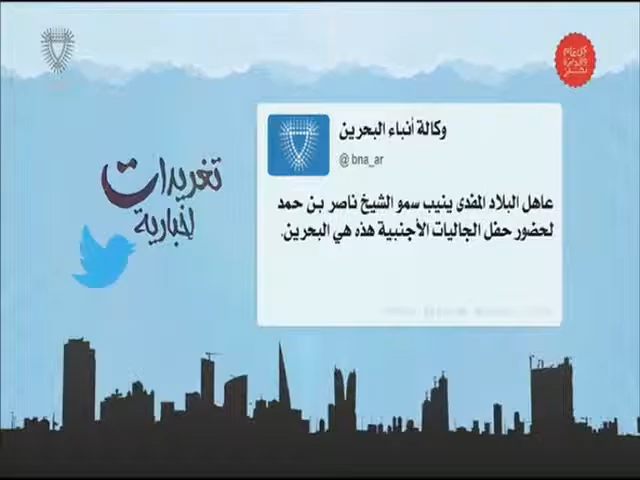 وكالة أنباء البحرين
@bna_ar
تغريدات
إخبارية
عاهل البلاد المفدى ينيب سمو الشيخ ناصر بن حمد
لحضور حفل الجاليات الأجنبية هذه هي البحرين.